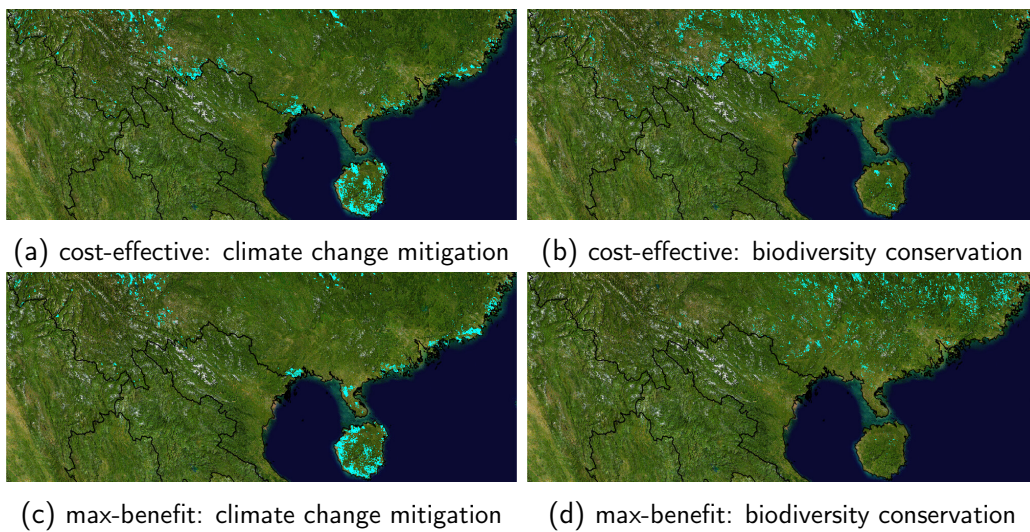 (a) cost-effective: climate change mitigation
(b) cost-effective: biodiversity conservation
(c) max-benefit: climate change mitigation
(d) max-benefit: biodiversity conservation